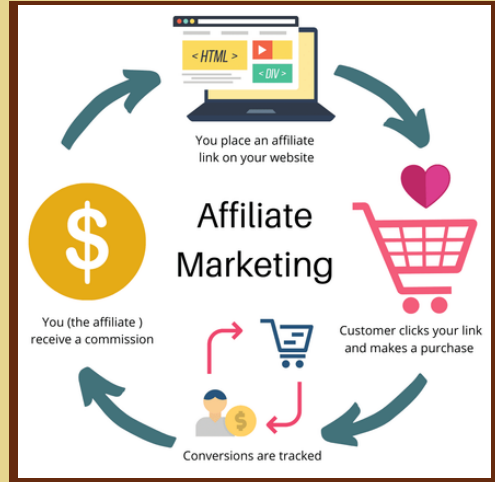 < HTML >
< DIV >
You place an affiliate
link on your website
Affiliate
Marketing
$
You (the affiliate )
receive a commission
Customer clicks your link
and makes a purchase
$
Conversions are tracked